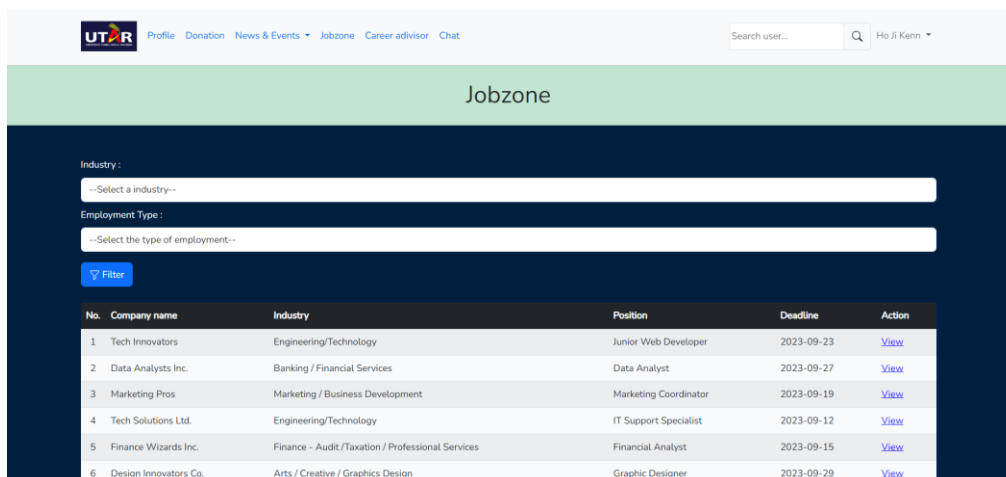 UTAR
Profile Donation News & Events Jobzone Career adivisor Chat Search user... Ho Ji Kenn
Jobzone
Industry :
--Select a industry--
Employment Type :
--Select the type of employment--
Filter
No. Company name Industry Position Deadline Action
1 Tech Innovators Engineering/Technology Junior Web Developer 2023-09-23 View
2 Data Analysts Inc. Banking / Financial Services Data Analyst 2023-09-27 View
3 Marketing Pros Marketing / Business Development Marketing Coordinator 2023-09-19 View
4 Tech Solutions Ltd. Engineering/Technology IT Support Specialist 2023-09-12 View
5 Finance Wizards Inc. Finance - Audit /Taxation / Professional Services Financial Analyst 2023-09-15 View
6 Design Innovators Co. Arts / Creative / Graphics Design Graphic Designer 2023-09-29 View